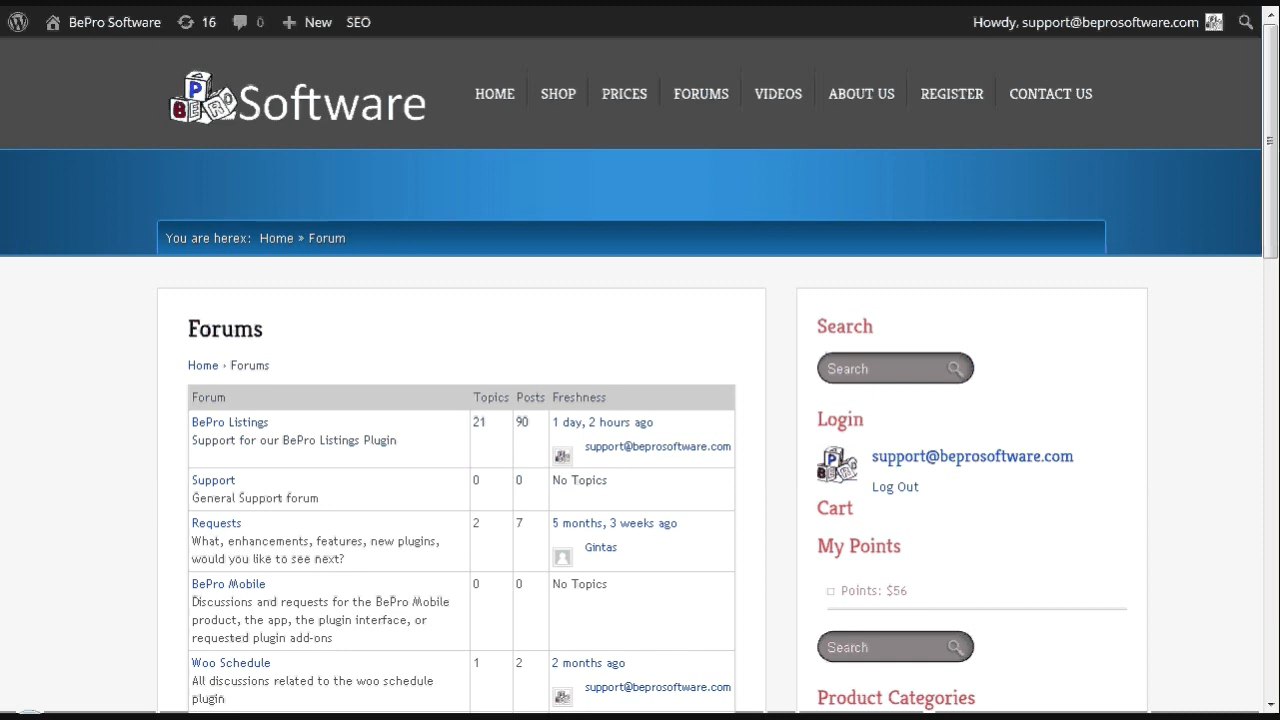 BePro Software 16 0 New SEO Howdy, support@beprosoftware.com
P BEPRO Software
HOME SHOP PRICES FORUMS VIDEOS ABOUT US REGISTER CONTACT US
You are herex: Home » Forum
Forums
Home › Forums
Forum Topics Posts Freshness
BePro Listings 21 90 1 day, 2 hours ago
Support for our BePro Listings Plugin support@beprosoftware.com
Support 0 0 No Topics
General Support forum
Requests 2 7 5 months, 3 weeks ago
What, enhancements, features, new plugins, Gintas
would you like to see next?
BePro Mobile 0 0 No Topics
Discussions and requests for the BePro Mobile
product, the app, the plugin interface, or
requested plugin add-ons
Woo Schedule 1 2 2 months ago
All discussions related to the woo schedule support@beprosoftware.com
plugin
Search
Search
Login
support@beprosoftware.com
Log Out
Cart
My Points
Points: $56
Search
Product Categories